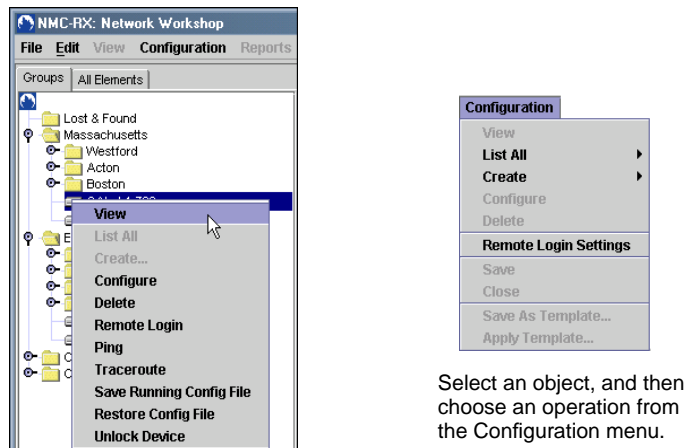 NMC-RX: Network Workshop
File Edit View Configuration Reports
Groups All Elements
Lost & Found
Massachusetts
Westford
Acton
Boston
View
List All
Create...
Configure
Delete
Remote Login
Ping
Traceroute
Save Running Config File
Restore Config File
Unlock Device
E
C
C
Configuration
View
List All
Create
Configure
Delete
Remote Login Settings
Save
Close
Save As Template...
Apply Template...
Select an object, and then
choose an operation from
the Configuration menu.